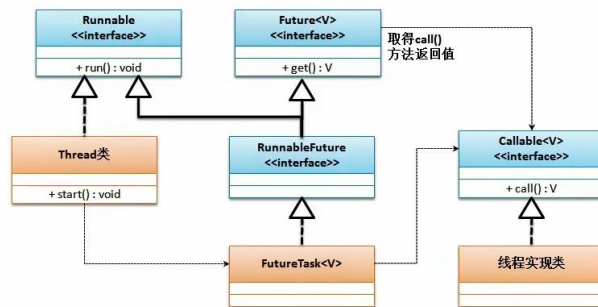 Runnable
<<interface>>
+ run() : void
Future<V>
<<interface>>
+ get() : V
取得call()
方法返回值
Thread类
+ start() : void
RunnableFuture
<<interface>>
Callable<V>
<<interface>>
+ call() : V
FutureTask<V>
线程实现类